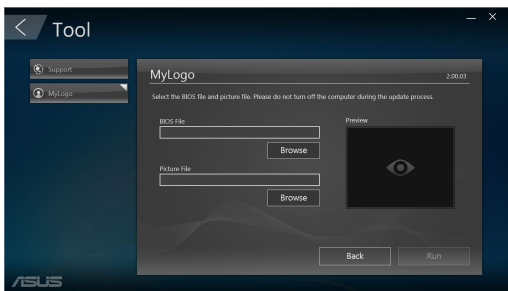 Tool
Support
MyLogo
MyLogo
2.00.03
Select the BIOS file and picture file. Please do not turn off the computer during the update process.
BIOS File
Browse
Picture File
Browse
Preview
Back
Run
ASUS